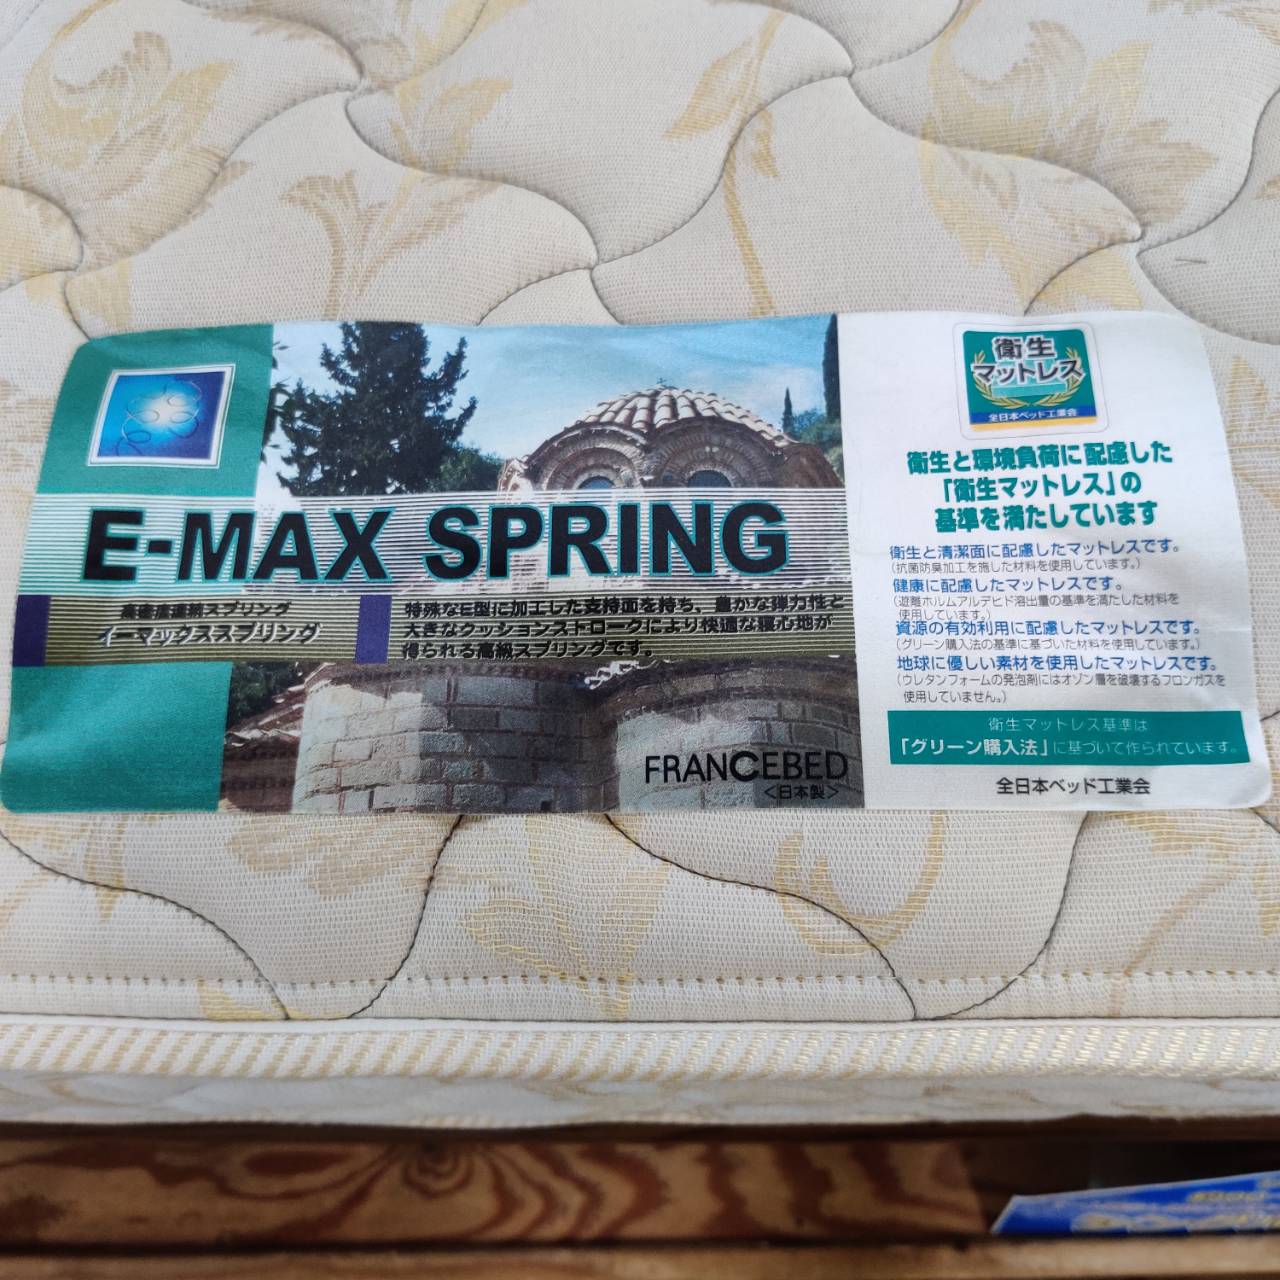 E-MAX SPRING
高密度連続スプリング
イーマックススプリング
特殊なE型に加工した支持面を持ち、豊かな弾力性と
大きなクッションストロークにより快適な寝心地が
得られる高級スプリングです。
FRANCEBED
<日本製>
衛生
マットレス
全日本ベッド工業会
衛生と環境負荷に配慮した
「衛生マットレス」の
基準を満たしています
衛生と清潔面に配慮したマットレスです。
(抗菌防臭加工を施した材料を使用しています。)
健康に配慮したマットレスです。
(遊離ホルムアルデヒド溶出量の基準を満たした材料を
使用しています。)
資源の有効利用に配慮したマットレスです。
(グリーン購入法の基準に基づいた材料を使用しています。)
地球に優しい素材を使用したマットレスです。
(ウレタンフォームの発泡剤にはオゾン層を破壊するフロンガスを
使用していません。)
衛生マットレス基準は
「グリーン購入法」に基づいて作られています。
全日本ベッド工業会